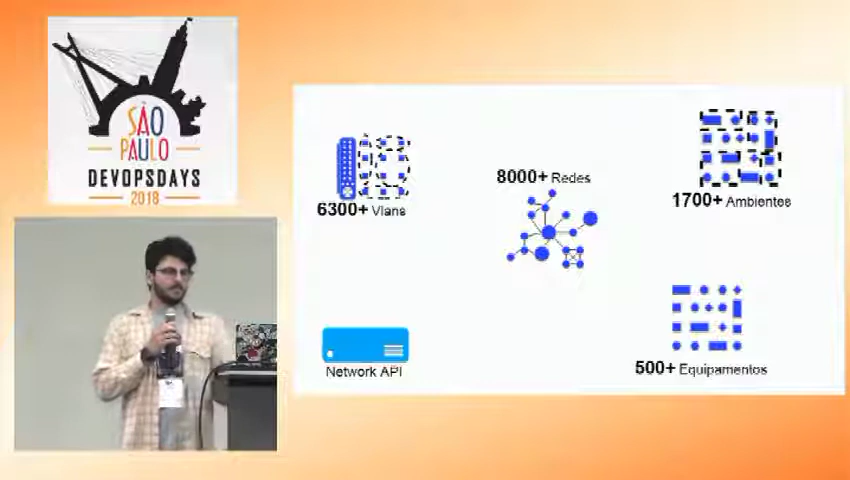 SÃO
PAULO
DEVOPSDAYS
2018
6300+ Vlans
8000+ Redes
1700+ Ambientes
Network API
500+ Equipamentos